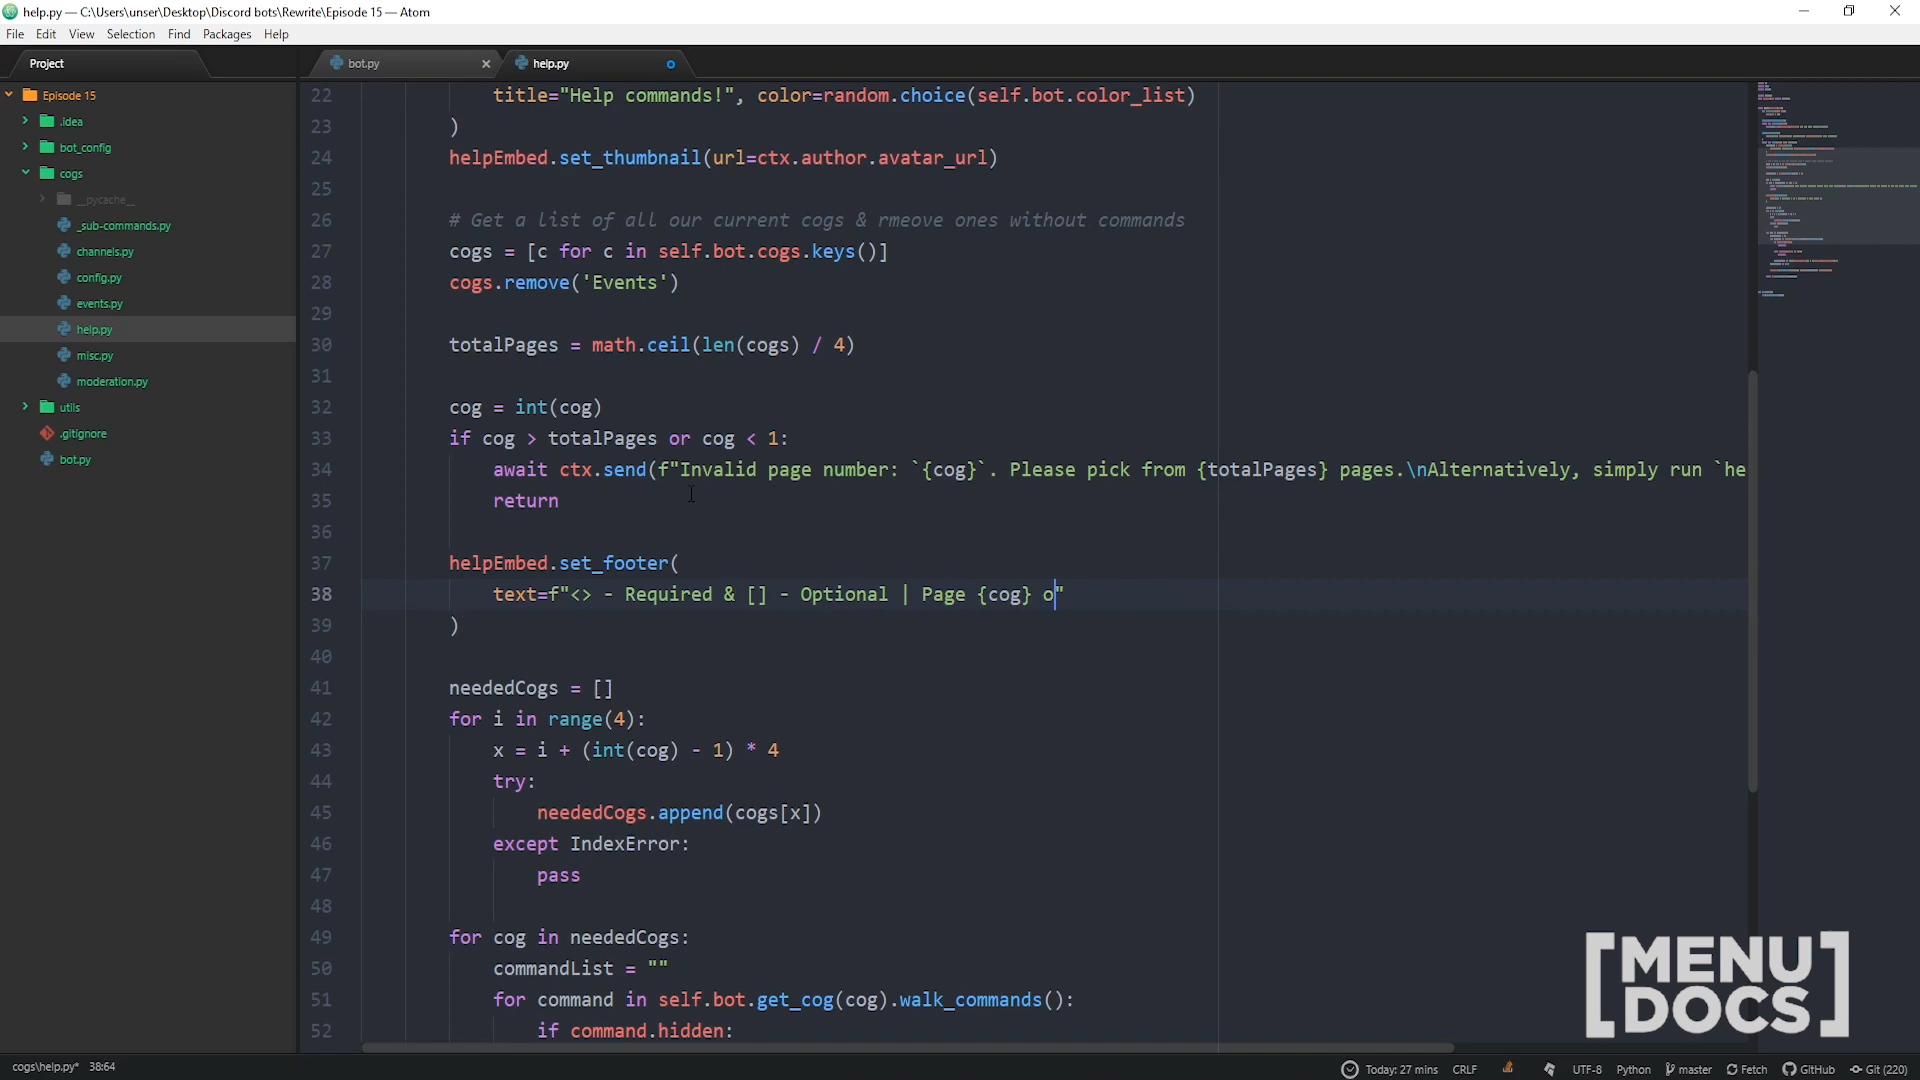 help.py — C:\Users\unser\Desktop\Discord bots\Rewrite\Episode 15 — Atom
File Edit View Selection Find Packages Help
Project
bot.py
help.py
Episode 15
.idea
bot_config
cogs
__pycache__
_sub-commands.py
channels.py
config.py
events.py
help.py
misc.py
moderation.py
utils
.gitignore
bot.py
22 title="Help commands!", color=random.choice(self.bot.color_list)
23 )
24 helpEmbed.set_thumbnail(url=ctx.author.avatar_url)
25
26 # Get a list of all our current cogs & rmeove ones without commands
27 cogs = [c for c in self.bot.cogs.keys()]
28 cogs.remove('Events')
29
30 totalPages = math.ceil(len(cogs) / 4)
31
32 cog = int(cog)
33 if cog > totalPages or cog < 1:
34 await ctx.send(f"Invalid page number: `{cog}`. Please pick from {totalPages} pages.\nAlternatively, simply run `he
35 return
36
37 helpEmbed.set_footer(
38 text=f"<> - Required & [] - Optional | Page {cog} o"
39 )
40
41 neededCogs = []
42 for i in range(4):
43 x = i + (int(cog) - 1) * 4
44 try:
45 neededCogs.append(cogs[x])
46 except IndexError:
47 pass
48
49 for cog in neededCogs:
50 commandList = ""
51 for command in self.bot.get_cog(cog).walk_commands():
52 if command.hidden:
[MENU
DOCS]
cogs\help.py* 38:64
Today: 27 mins CRLF UTF-8 Python master Fetch GitHub Git (220)